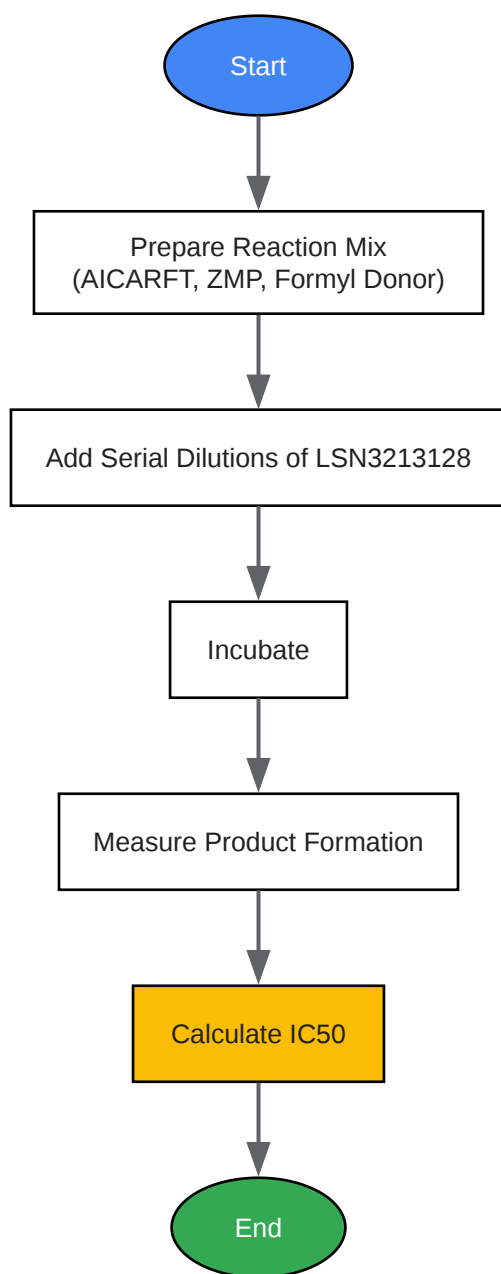 Start
Prepare Reaction Mix
(AICARFT, ZMP, Formyl Donor)
Add Serial Dilutions of LSN3213128
Incubate
Measure Product Formation
Calculate IC50
End